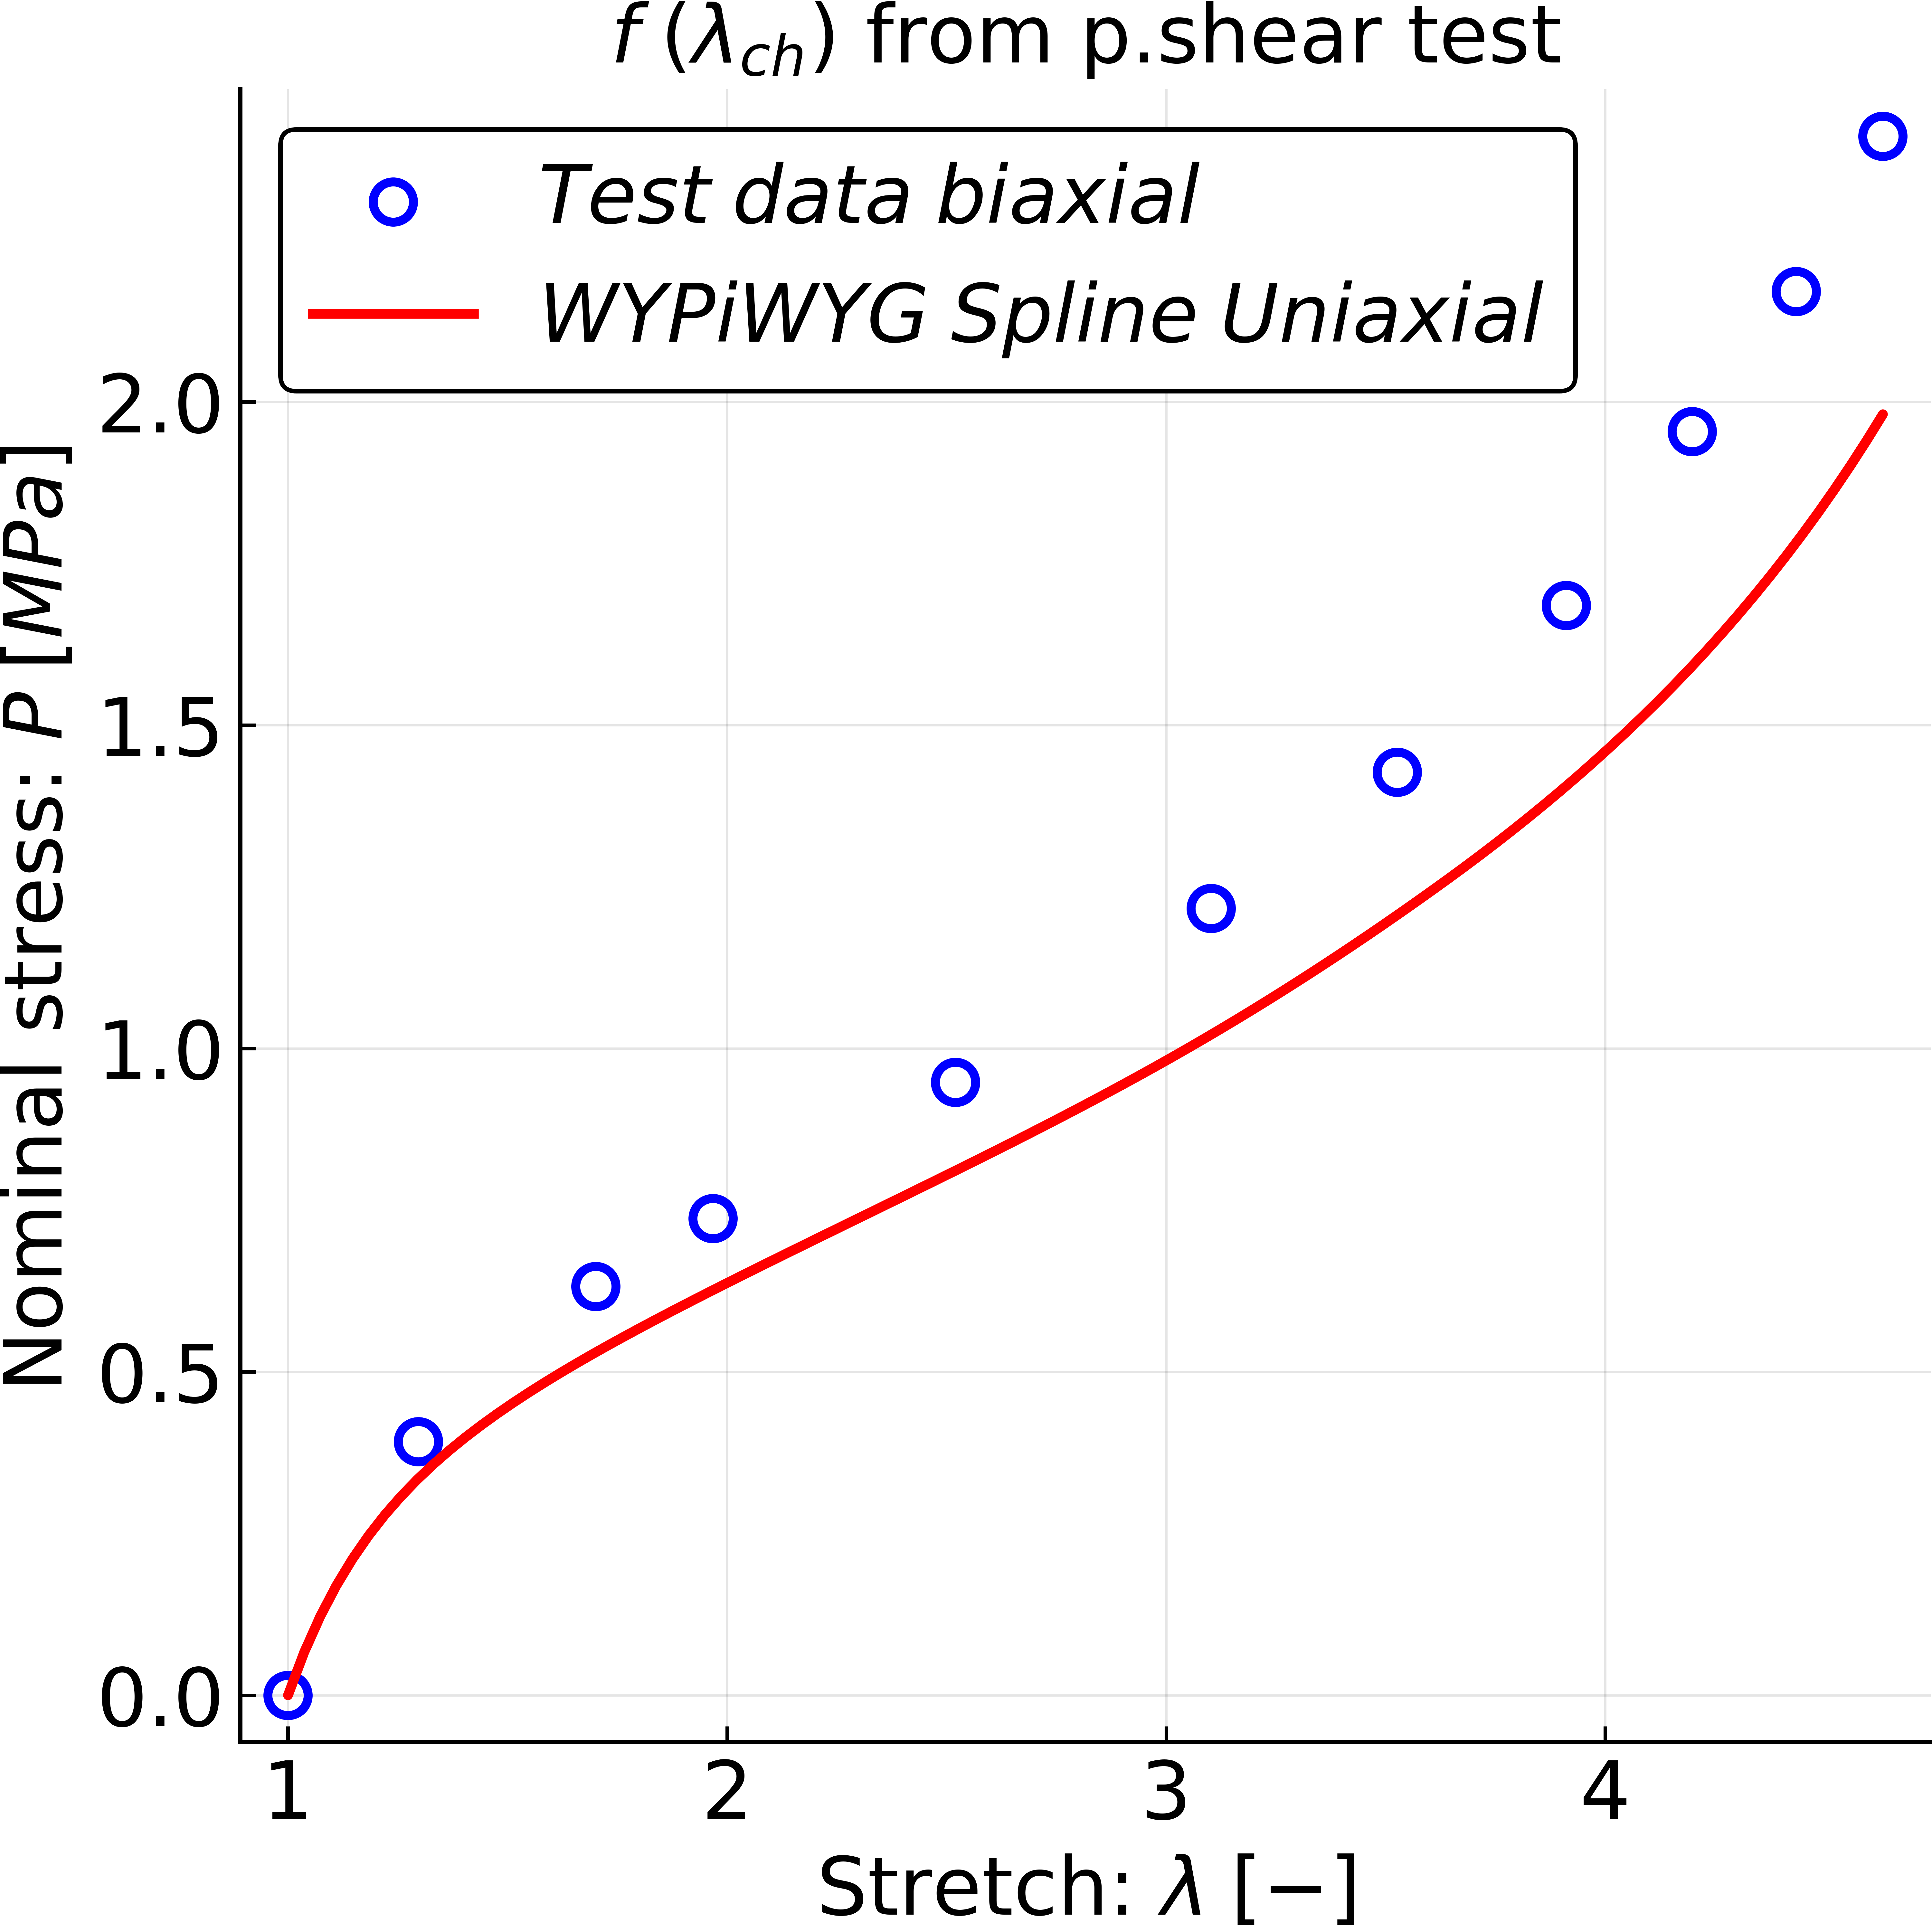 f (λ_ch) from p.shear test
Test data biaxial
WYPiWYG Spline Uniaxial
Nominal stress: P [MPa]
2.0
1.5
1.0
0.5
0.0
1 2 3 4
Stretch: λ [−]